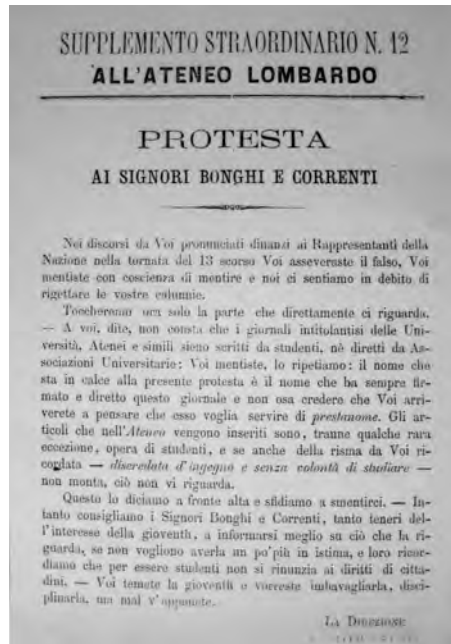 SUPPLEMENTO STRAORDINARIO N. 12
ALL'ATENEO LOMBARDO
PROTESTA
AI SIGNORI BONGHI E CORRENTI
Nei discorsi da Voi pronunciati dinanzi ai Rappresentanti della
Nazione nella tornata del 13 scorso Voi asseveraste il falso, Voi
mentiste con coscienza di mentire e noi ci sentiamo in debito di
rigettare le vostre calunnie.
Toccheremo ora solo la parte che direttamente ci riguarda.
— A voi, dite, non consta che i giornali intitolantisi delle Uni-
versità, Atenei e simili sieno scritti da studenti, nè diretti da As-
sociazioni Universitarie: Voi mentiste, lo ripetiamo: il nome che
sta in calce alla presente protesta è il nome che ha sempre fir-
mato e diretto questo giornale e non osa credere che Voi arri-
verete a pensare che esso voglia servire di prestanome. Gli ar-
ticoli che nell'Ateneo vengono inseriti sono, tranne qualche rara
eccezione, opera di studenti, e se anche della risma da Voi ri-
cordata — diseredata d'ingegno e senza volontà di studiare —
non monta, ciò non vi riguarda.
Questo lo diciamo a fronte alta e sfidiamo a smentirci. — In-
tanto consigliamo i Signori Bonghi e Correnti, tanto teneri del-
l'interesse della gioventù, a informarsi meglio su ciò che la ri-
guarda, se non vogliono averla un po' più in istima, e loro ricor-
diamo che per essere studenti non si rinunzia ai diritti di citta-
dini. — Voi temete la gioventù e vorreste imbavagliarla, disci-
plinarla, ma mal v'apponete.
LA DIREZIONE